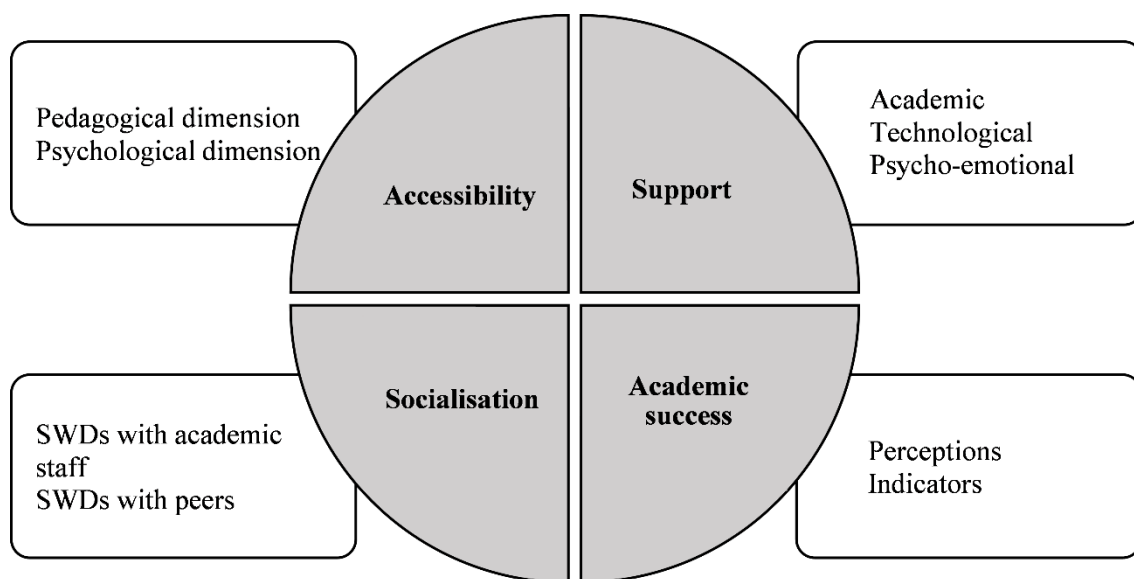 Pedagogical dimension
Psychological dimension
Accessibility
Support
Academic
Technological
Psycho-emotional
SWDs with academic
staff
SWDs with peers
Socialisation
Academic
success
Perceptions
Indicators